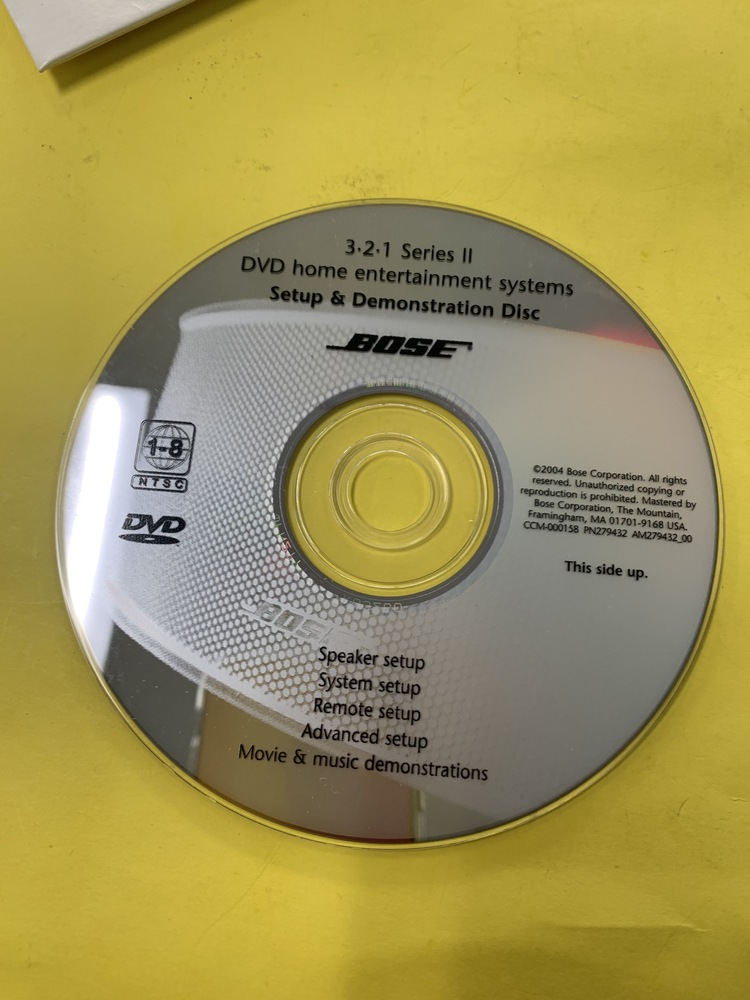 3·2·1 Series II
DVD home entertainment systems
Setup & Demonstration Disc
BOSE
1-8
NTSC
DVD
©2004 Bose Corporation. All rights
reserved. Unauthorized copying or
reproduction is prohibited. Mastered by
Bose Corporation, The Mountain,
Framingham, MA 01701-9168 USA.
CCM-000158 PN279432 AM279432_00
This side up.
BOSE
Speaker setup
System setup
Remote setup
Advanced setup
Movie & music demonstrations